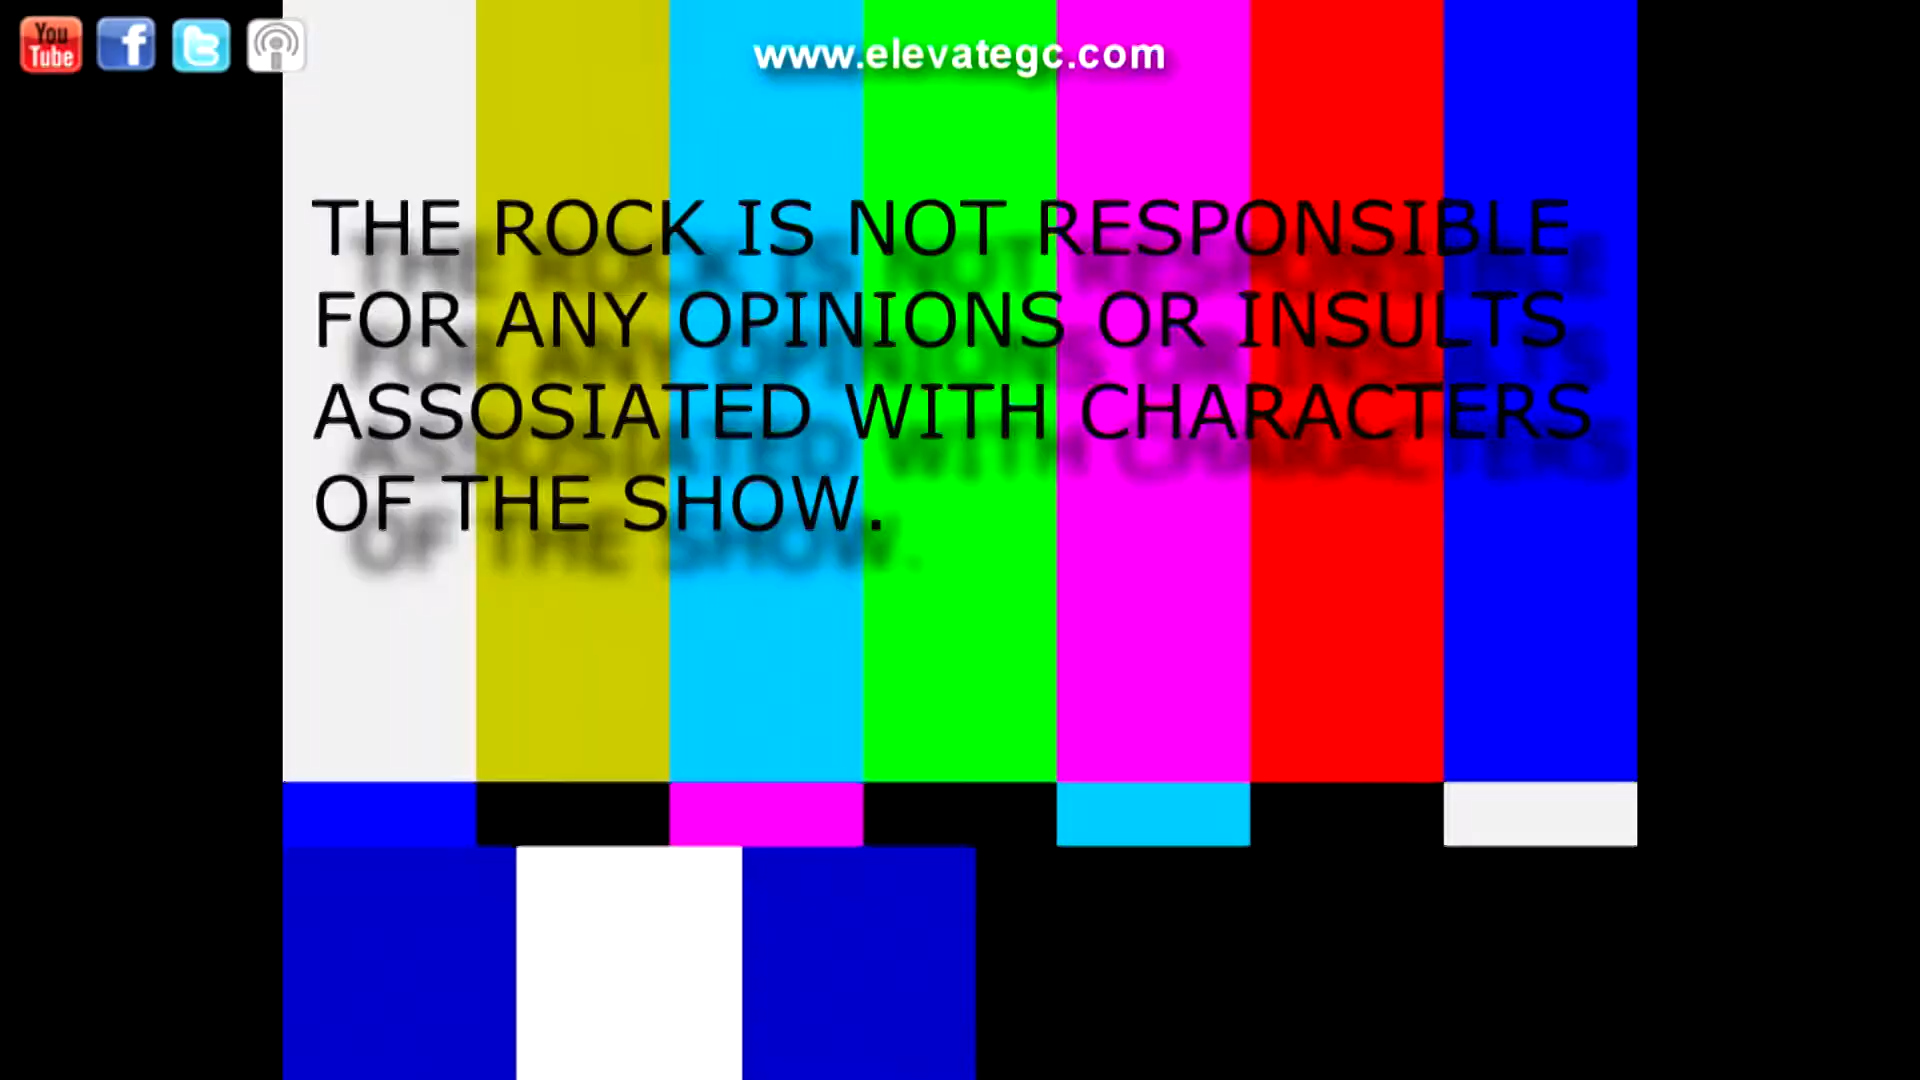 You
Tube
www.elevategc.com
THE ROCK IS NOT RESPONSIBLE
FOR ANY OPINIONS OR INSULTS
ASSOSIATED WITH CHARACTERS
OF THE SHOW.